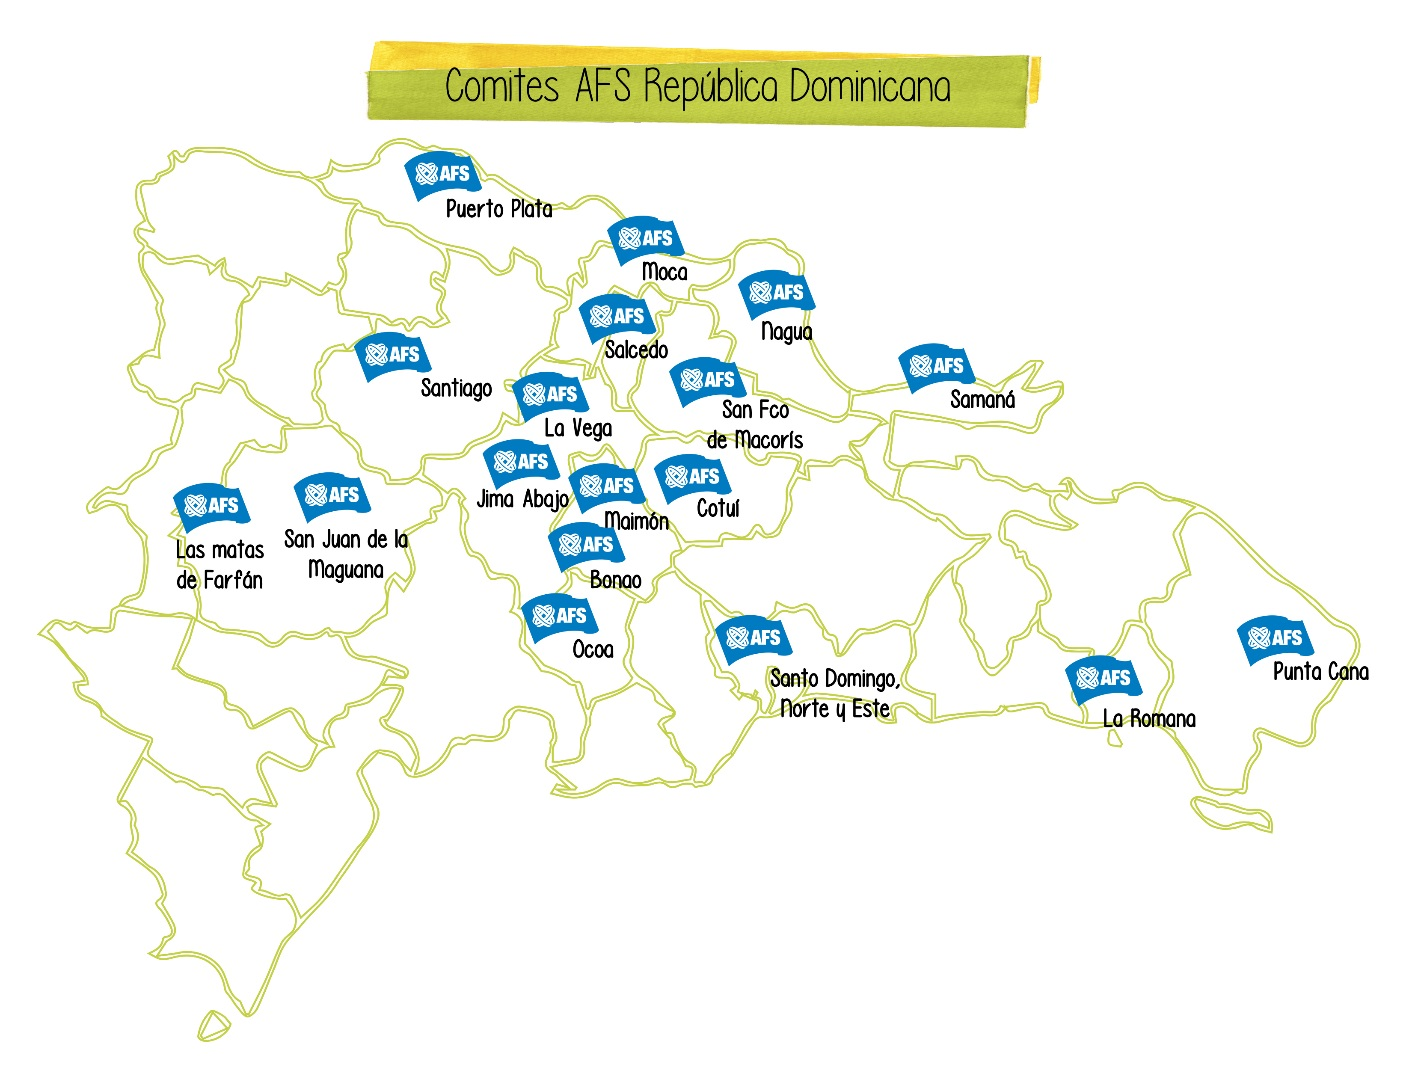 Comites AFS República Dominicana
AFS
Puerto Plata
AFS
Moca
AFS
Nagua
AFS
Salcedo
AFS
Santiago
AFS
Samaná
AFS
San Fco
de Macorís
AFS
La Vega
AFS
Jima Abajo
AFS
Maimón
AFS
Cotuí
AFS
Las matas
de Farfán
AFS
San Juan de la
Maguana
AFS
Bonao
AFS
Ocoa
AFS
Santo Domingo,
Norte y Este
AFS
La Romana
AFS
Punta Cana